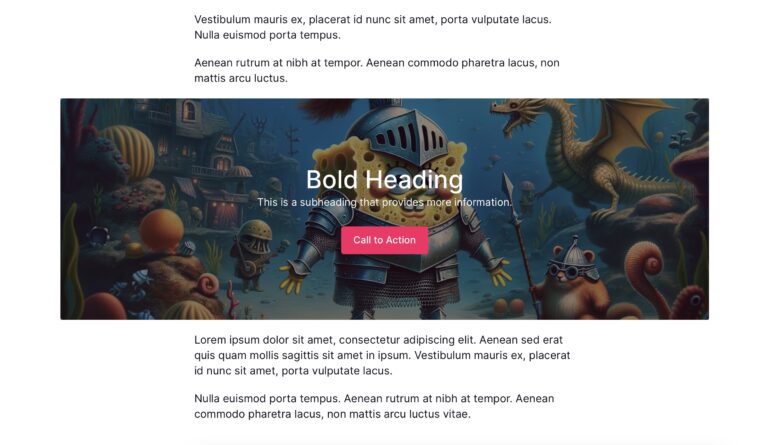 Vestibulum mauris ex, placerat id nunc sit amet, porta vulputate lacus.
Nulla euismod porta tempus.
Aenean rutrum at nibh at tempor. Aenean commodo pharetra lacus, non
mattis arcu luctus.
Bold Heading
This is a subheading that provides more information.
Call to Action
Lorem ipsum dolor sit amet, consectetur adipiscing elit. Aenean sed erat
quis quam mollis sagittis sit amet in ipsum. Vestibulum mauris ex, placerat
id nunc sit amet, porta vulputate lacus.
Nulla euismod porta tempus. Aenean rutrum at nibh at tempor. Aenean
commodo pharetra lacus, non mattis arcu luctus vitae.